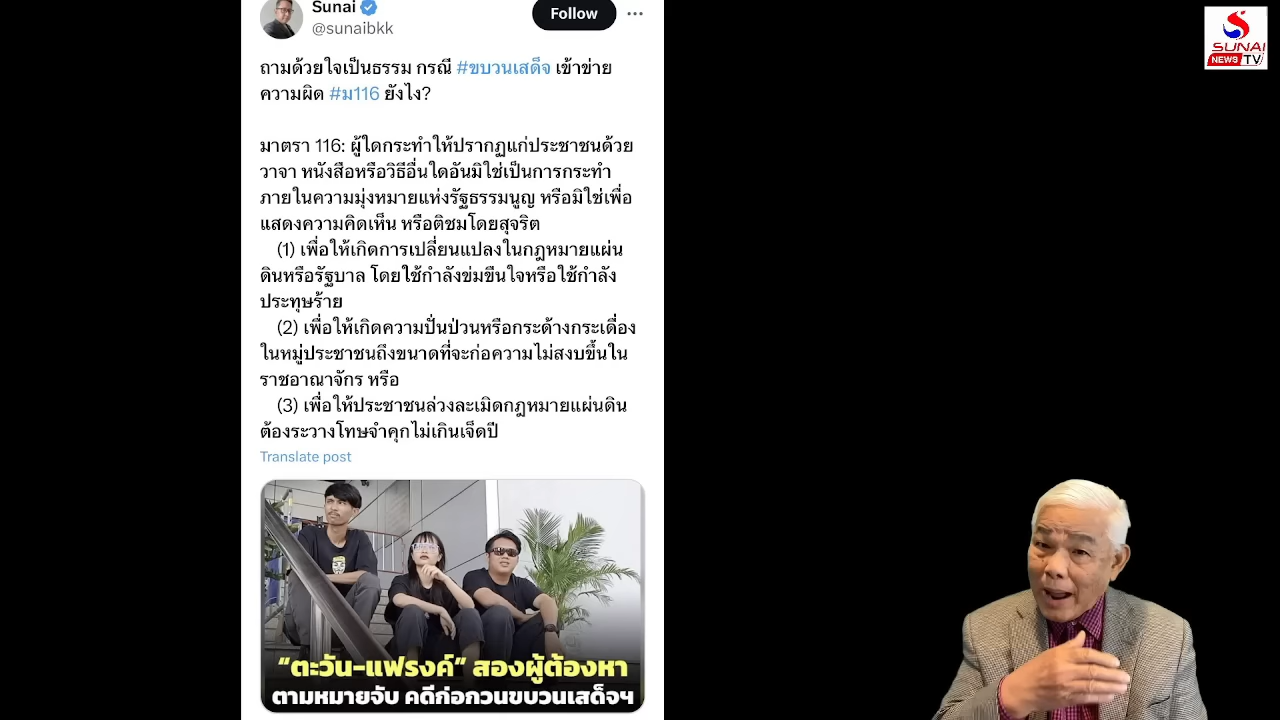 Sunai
Follow
@sunaibkk
SUNAI
NEWS TV
ถามด้วยใจเป็นธรรม กรณี #ขบวนเสด็จ เข้าข่าย
ความผิด #ม116 ยังไง?
มาตรา 116: ผู้ใดกระทำให้ปรากฏแก่ประชาชนด้วย
วาจา หนังสือหรือวิธีอื่นใดอันมิใช่เป็นการกระทำ
ภายในความมุ่งหมายแห่งรัฐธรรมนูญ หรือมิใช่เพื่อ
แสดงความคิดเห็น หรือติชมโดยสุจริต
(1) เพื่อให้เกิดการเปลี่ยนแปลงในกฎหมายแผ่น
ดินหรือรัฐบาล โดยใช้กำลังข่มขืนใจหรือใช้กำลัง
ประทุษร้าย
(2) เพื่อให้เกิดความปั่นป่วนหรือกระด้างกระเดื่อง
ในหมู่ประชาชนถึงขนาดที่จะก่อความไม่สงบขึ้นใน
ราชอาณาจักร หรือ
(3) เพื่อให้ประชาชนล่วงละเมิดกฎหมายแผ่นดิน
ต้องระวางโทษจำคุกไม่เกินเจ็ดปี
Translate post
“ตะวัน-แฟรงค์” สองผู้ต้องหา
ตามหมายจับ คดีก่อกวนขบวนเสด็จฯ